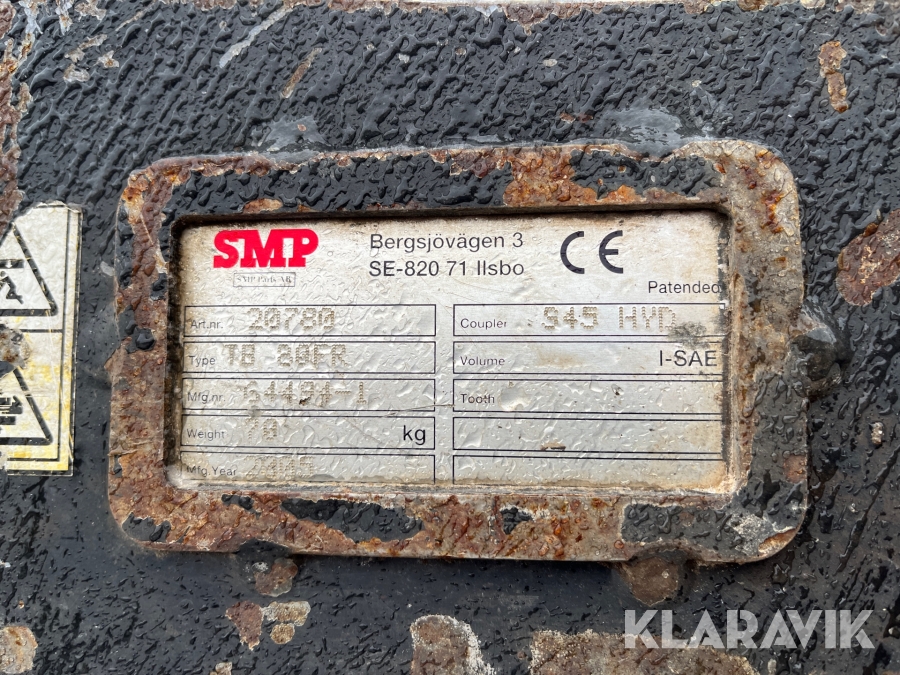 SMP
Bergsjövägen 3
SE-820 71 Ilsbo
CE
Patended
Art.nr. 20780
Coupler S45 HYD
Type TB 80FR
Volume I-SAE
Mfg.nr
Tooth
Weight 70 kg
Mfg.Year
KLARAVIK